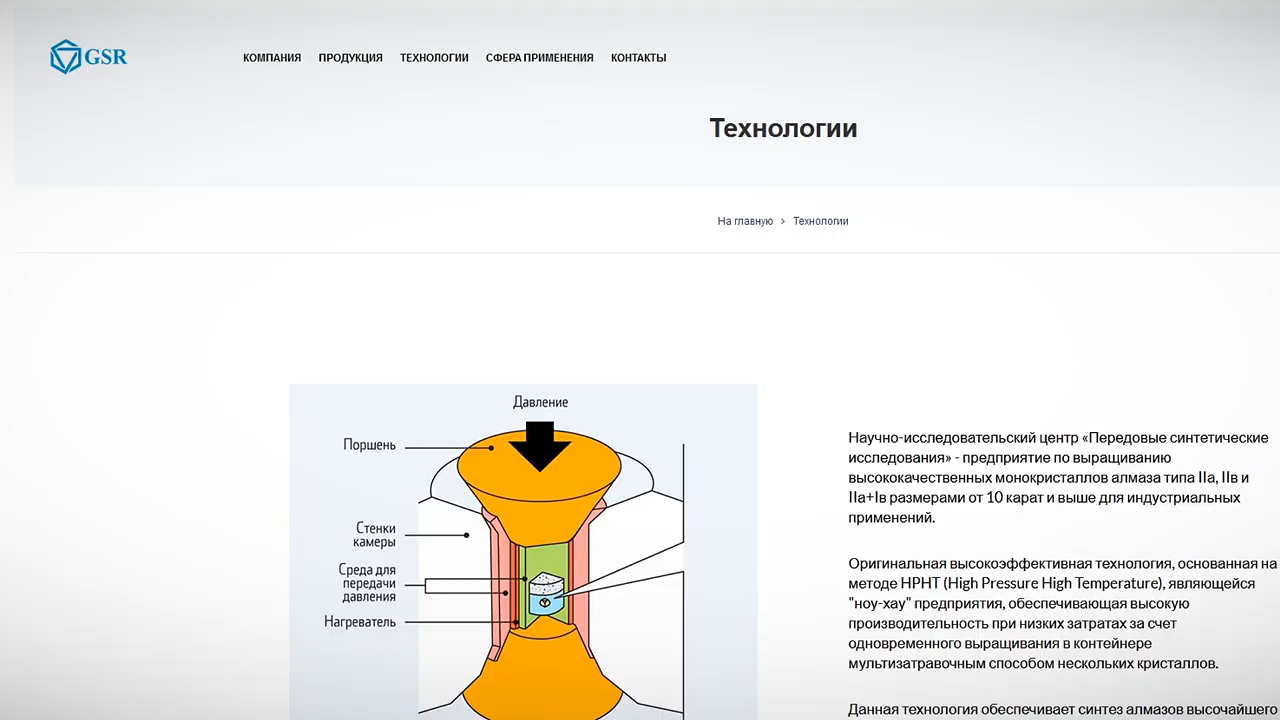 GSR
КОМПАНИЯ ПРОДУКЦИЯ ТЕХНОЛОГИИ СФЕРА ПРИМЕНЕНИЯ КОНТАКТЫ
Технологии
На главную > Технологии
Давление
Поршень
Стенки
камеры
Среда для
передачи
давления
Нагреватель
Научно-исследовательский центр «Передовые синтетические
исследования» - предприятие по выращиванию
высококачественных монокристаллов алмаза типа IIa, IIв и
IIa+Iв размерами от 10 карат и выше для индустриальных
применений.
Оригинальная высокоэффективная технология, основанная на
методе НРНТ (High Pressure High Temperature), являющейся
"ноу-хау" предприятия, обеспечивающая высокую
производительность при низких затратах за счет
одновременного выращивания в контейнере
мультизатравочным способом нескольких кристаллов.
Данная технология обеспечивает синтез алмазов высочайшего